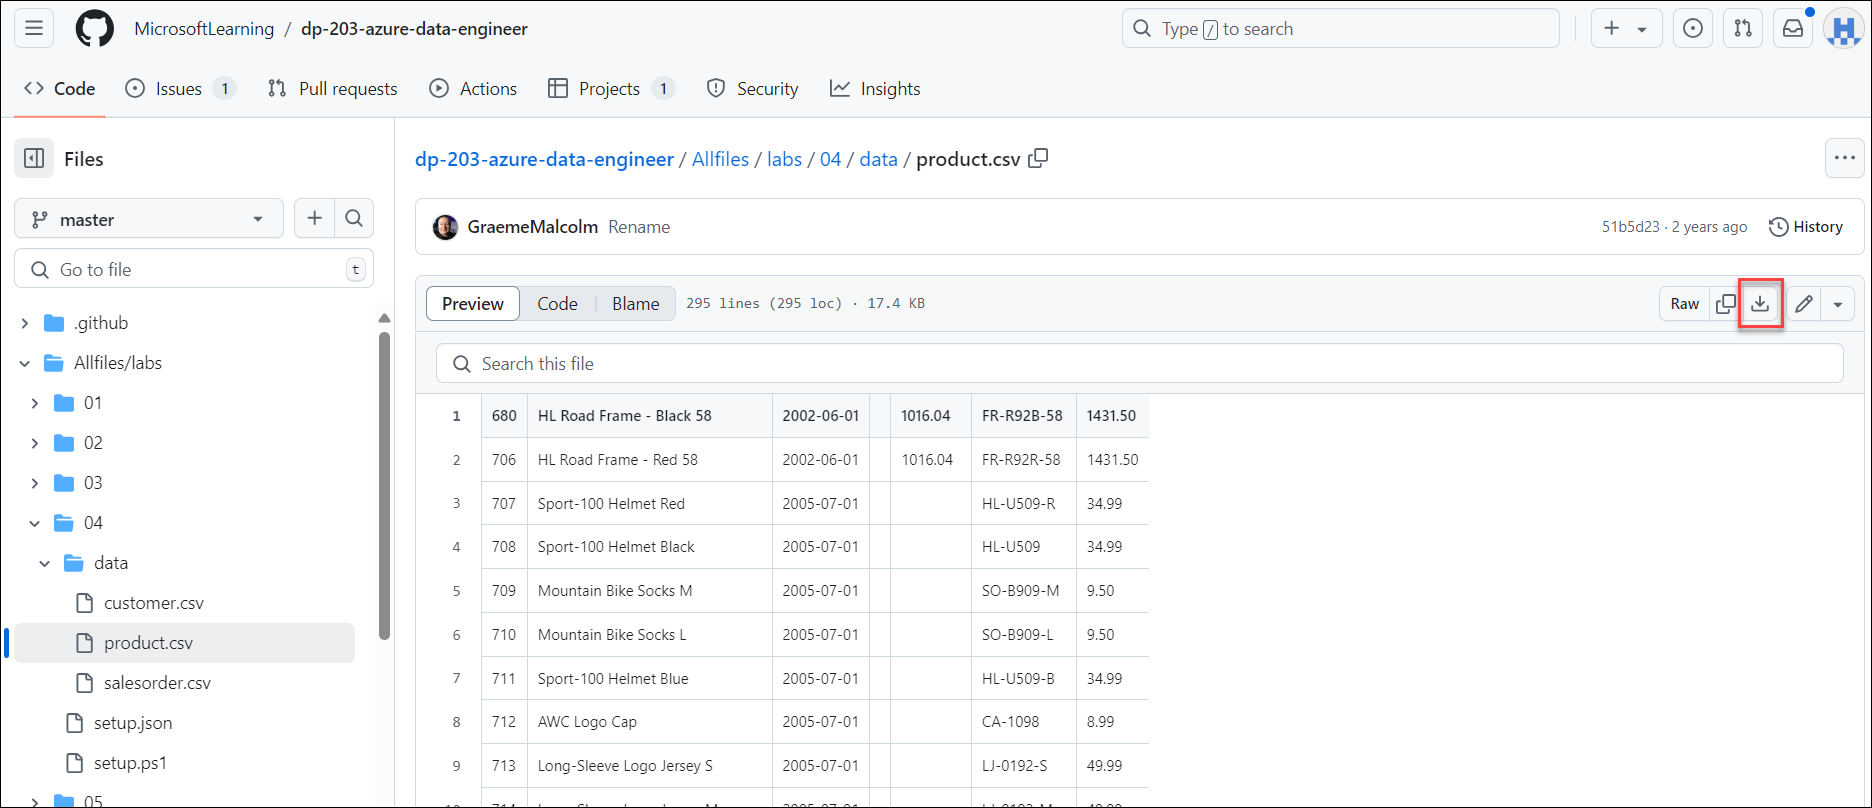 MicrosoftLearning / dp-203-azure-data-engineer
Type / to search
Code
Issues 1
Pull requests
Actions
Projects 1
Security
Insights
Files
master
Go to file
t
.github
Allfiles/labs
01
02
03
04
data
customer.csv
product.csv
salesorder.csv
setup.json
setup.ps1
05
dp-203-azure-data-engineer / Allfiles / labs / 04 / data / product.csv
GraemeMalcolm Rename
51b5d23 · 2 years ago
History
Preview Code Blame 295 lines (295 loc) · 17.4 KB
Raw
Search this file
1 680 HL Road Frame - Black 58 2002-06-01 1016.04 FR-R92B-58 1431.50
2 706 HL Road Frame - Red 58 2002-06-01 1016.04 FR-R92R-58 1431.50
3 707 Sport-100 Helmet Red 2005-07-01 HL-U509-R 34.99
4 708 Sport-100 Helmet Black 2005-07-01 HL-U509 34.99
5 709 Mountain Bike Socks M 2005-07-01 SO-B909-M 9.50
6 710 Mountain Bike Socks L 2005-07-01 SO-B909-L 9.50
7 711 Sport-100 Helmet Blue 2005-07-01 HL-U509-B 34.99
8 712 AWC Logo Cap 2005-07-01 CA-1098 8.99
9 713 Long-Sleeve Logo Jersey S 2005-07-01 LJ-0192-S 49.99